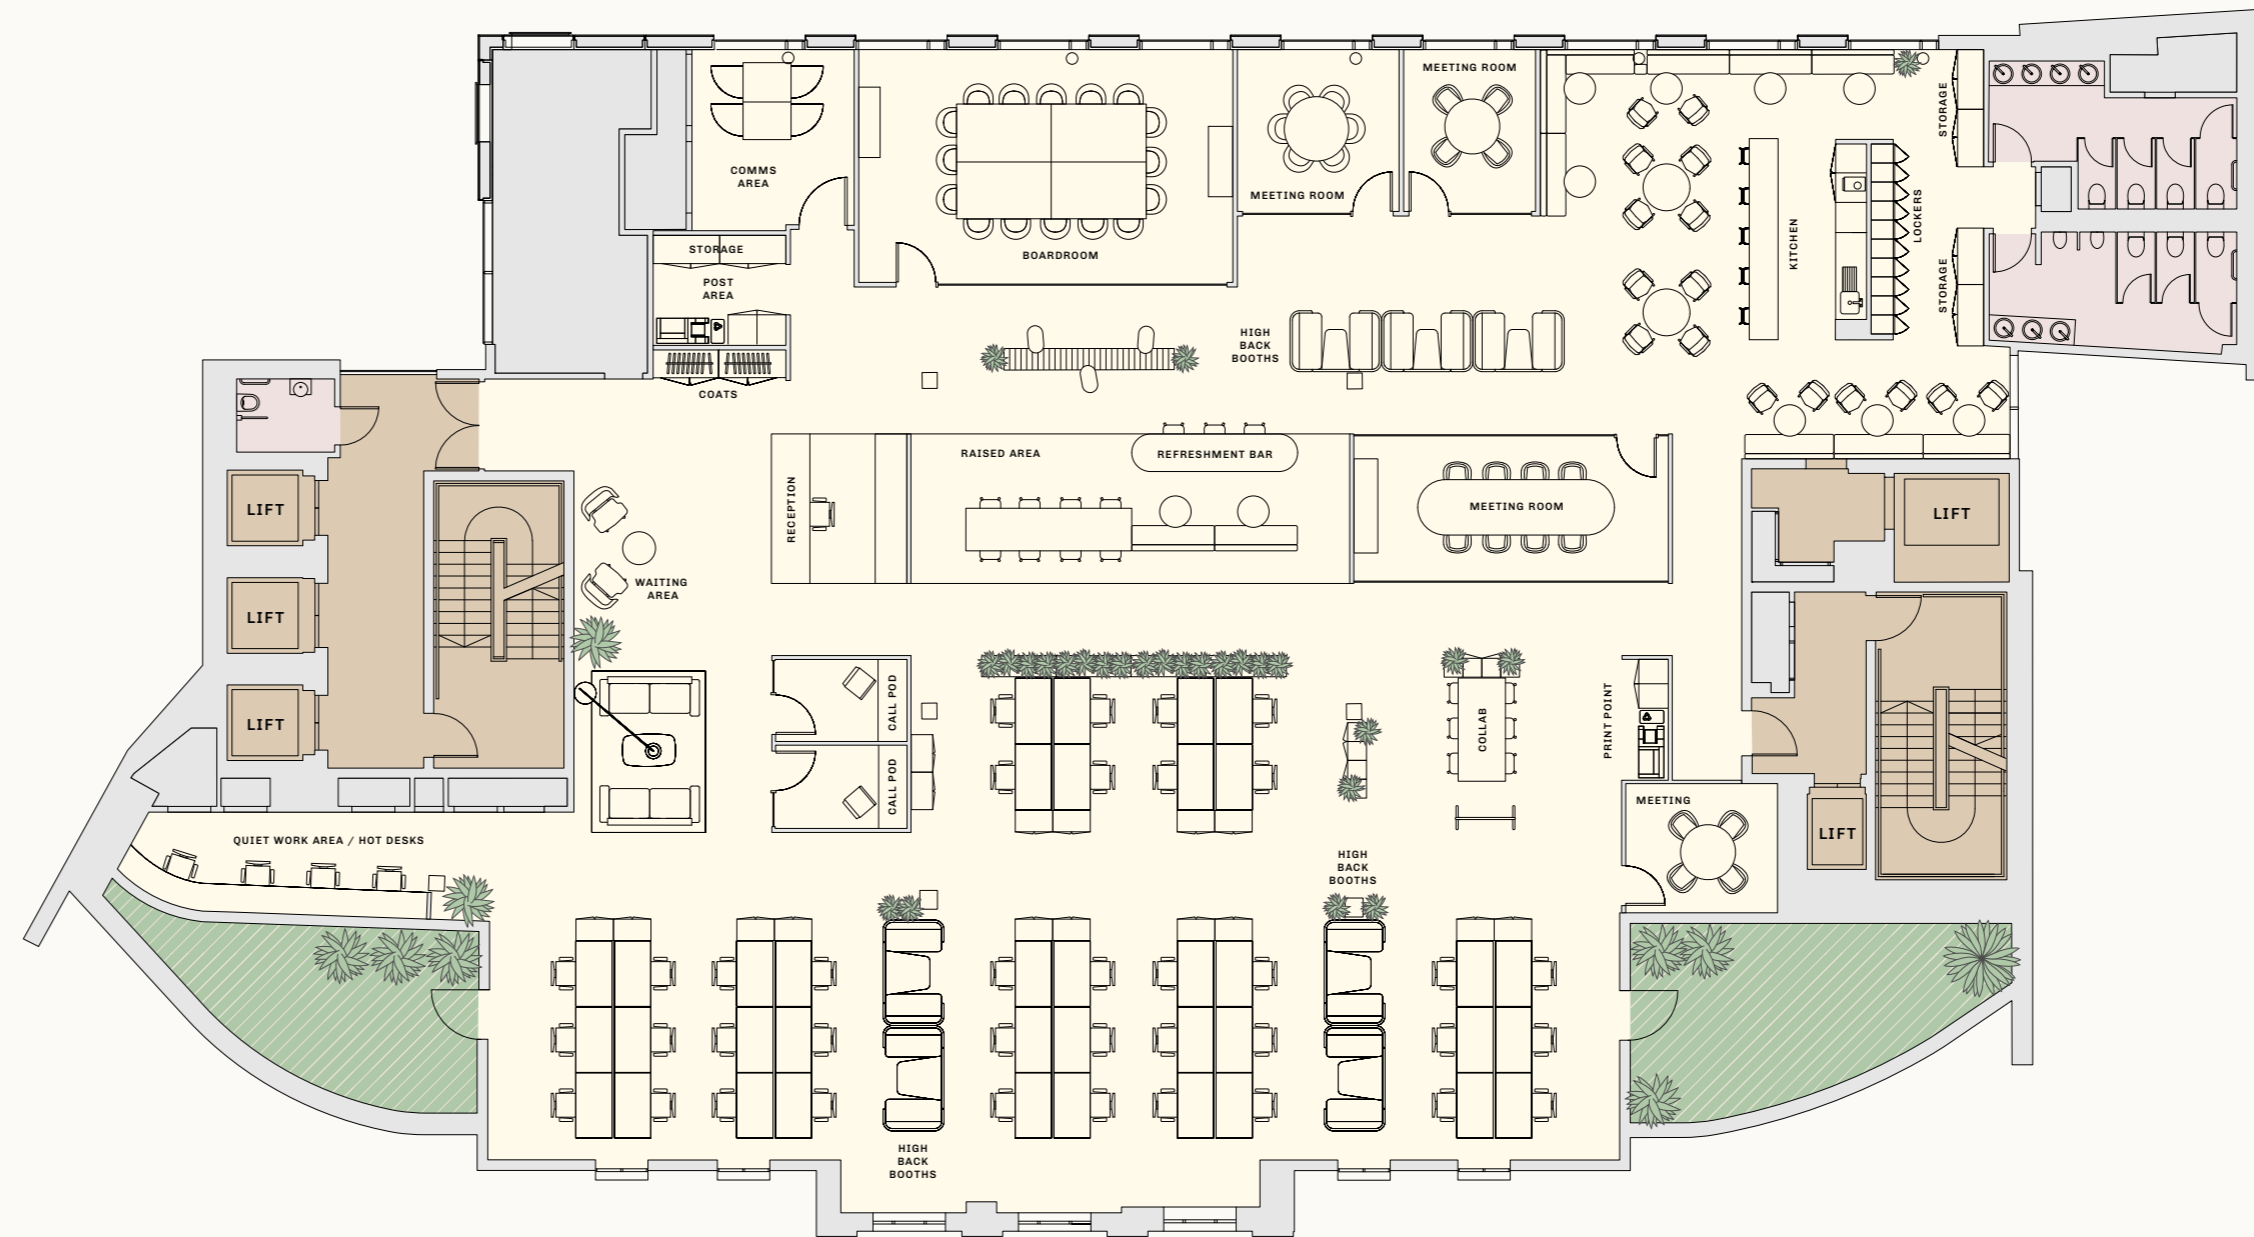 MEETING ROOM
STORAGE
COMMS
AREA
MEETING ROOM
LOCKERS
KITCHEN
STORAGE
BOARDROOM
STORAGE
POST
AREA
HIGH
BACK
BOOTHS
COATS
RAISED AREA
REFRESHMENT BAR
RECEPTION
MEETING ROOM
LIFT
LIFT
WAITING
AREA
LIFT
LIFT
CALL POD
COLLAB
PRINT POINT
CALL POD
MEETING
LIFT
QUIET WORK AREA / HOT DESKS
HIGH
BACK
BOOTHS
HIGH
BACK
BOOTHS